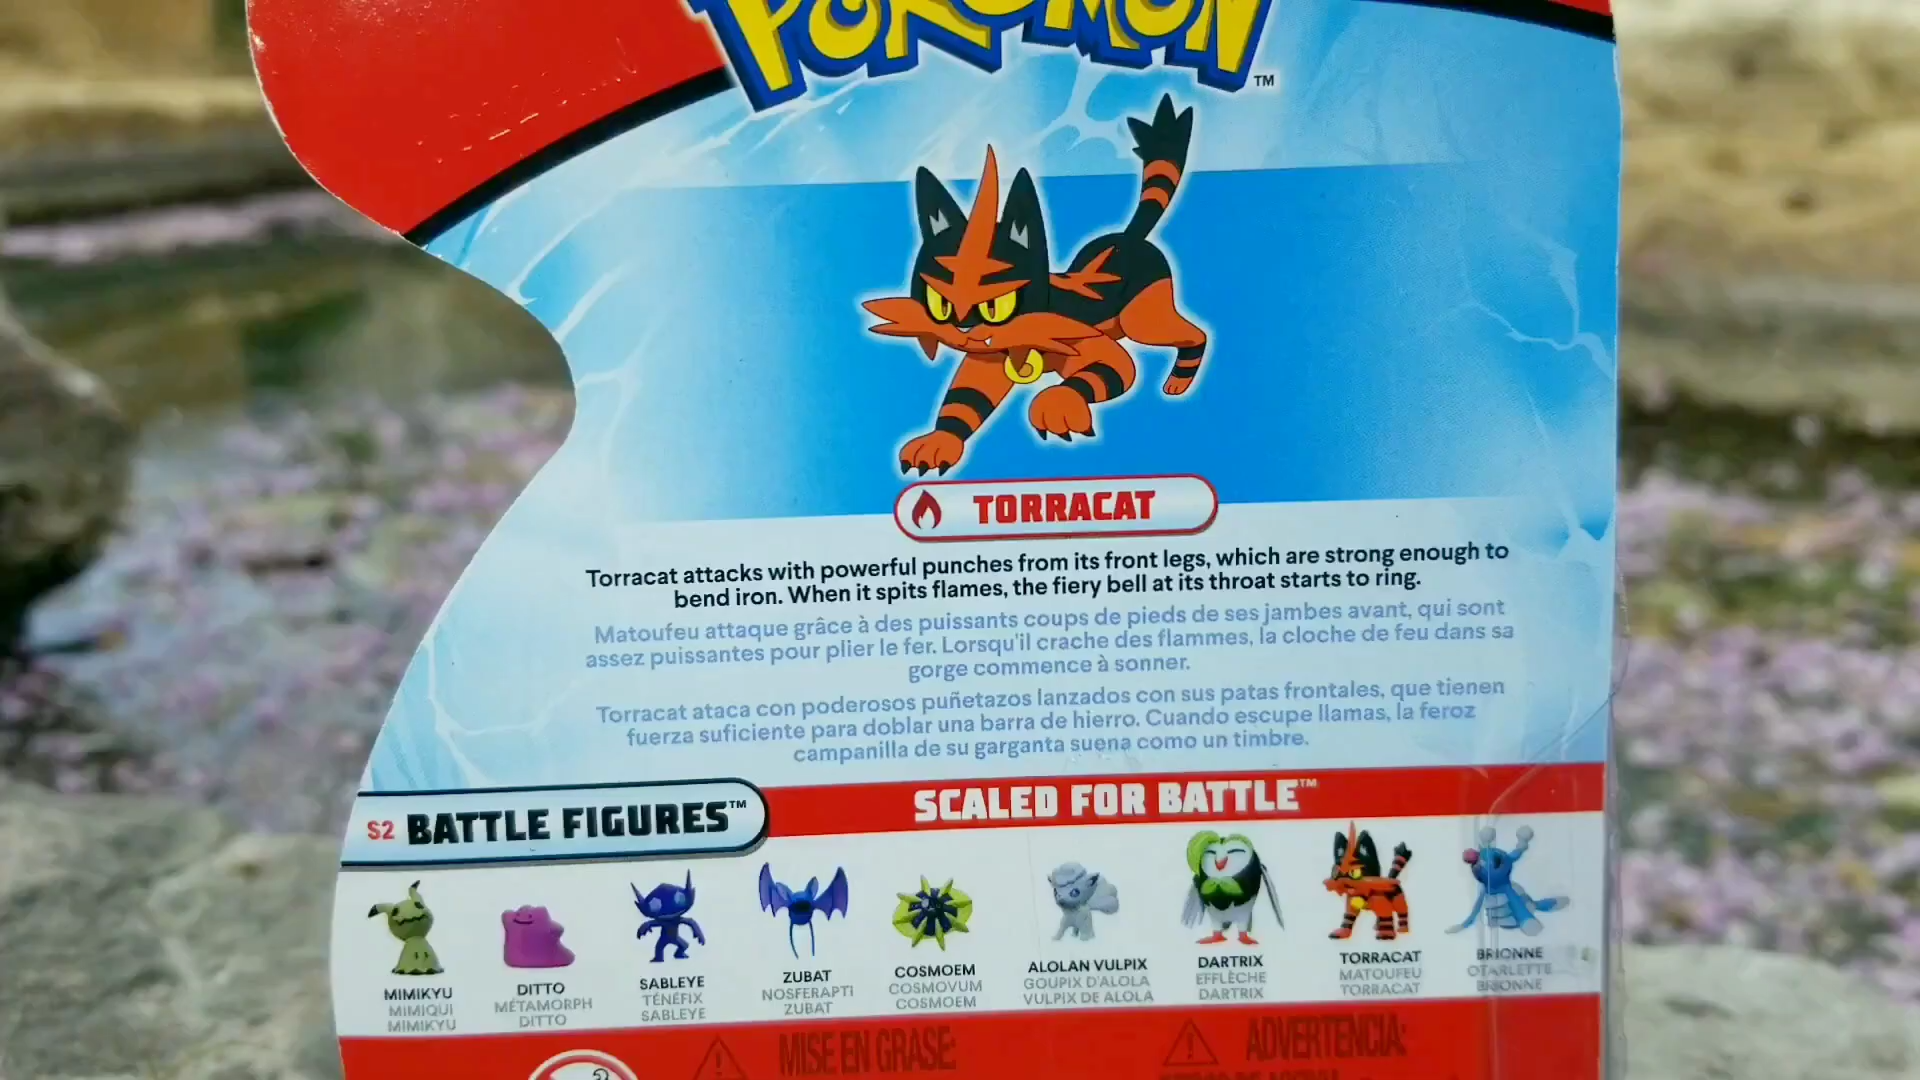 POKÉMON™
TORRACAT
Torracat attacks with powerful punches from its front legs, which are strong enough to
bend iron. When it spits flames, the fiery bell at its throat starts to ring.
Matoufeu attaque grâce à des puissants coups de pieds de ses jambes avant, qui sont
assez puissantes pour plier le fer. Lorsqu'il crache des flammes, la cloche de feu dans sa
gorge commence à sonner.
Torracat ataca con poderosos puñetazos lanzados con sus patas frontales, que tienen
fuerza suficiente para doblar una barra de hierro. Cuando escupe llamas, la feroz
campanilla de su garganta suena como un timbre.
S2 BATTLE FIGURES™
SCALED FOR BATTLE™
MIMIKYU
MIMIQUI
MIMIKYU
DITTO
MÉTAMORPH
DITTO
SABLEYE
TÉNÉFIX
SABLEYE
ZUBAT
NOSFERAPTI
ZUBAT
COSMOEM
COSMOVUM
COSMOEM
ALOLAN VULPIX
GOUPIX D'ALOLA
VULPIX DE ALOLA
DARTRIX
EFFLÈCHE
DARTRIX
TORRACAT
MATOUFEU
TORRACAT
BRIONNE
OTARLETTE
BRIONNE
MISE EN GRASE:
ADVERTENCIA: